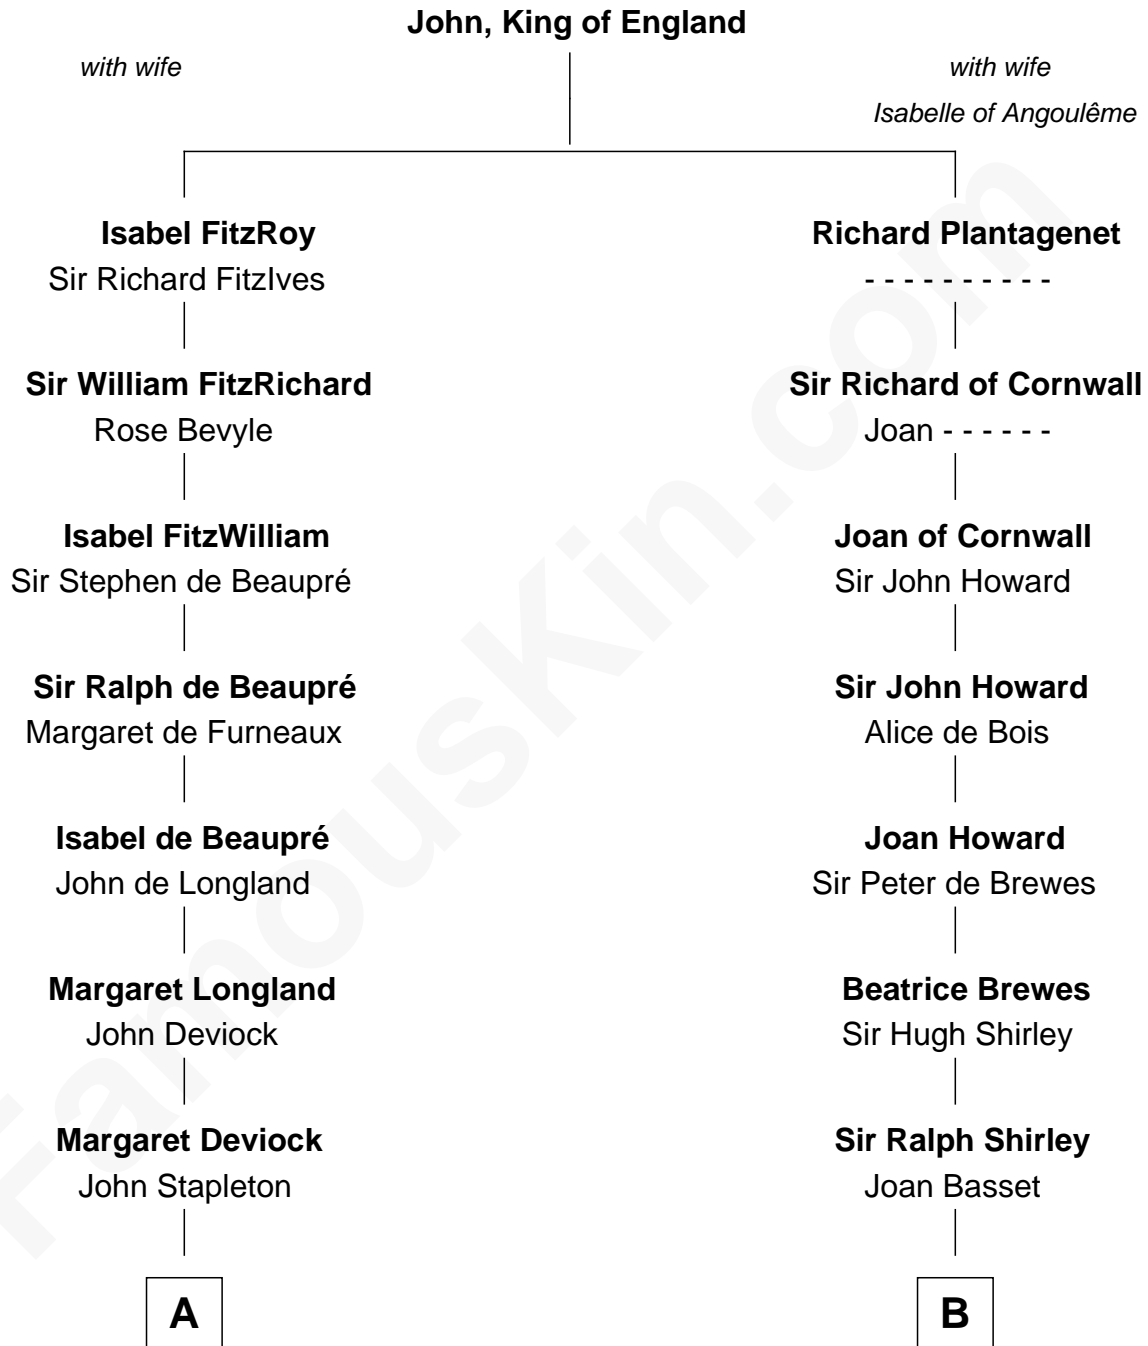 John, King of England
with wife
with wife
Isabelle of Angoulême
Isabel FitzRoy
Sir Richard FitzIves
Richard Plantagenet
- - - - - - - - - -
Sir William FitzRichard
Rose Bevyle
Sir Richard of Cornwall
Joan - - - - - -
Isabel FitzWilliam
Sir Stephen de Beaupré
Joan of Cornwall
Sir John Howard
Sir Ralph de Beaupré
Margaret de Furneaux
Sir John Howard
Alice de Bois
Isabel de Beaupré
John de Longland
Joan Howard
Sir Peter de Brewes
Margaret Longland
John Deviock
Beatrice Brewes
Sir Hugh Shirley
Margaret Deviock
John Stapleton
Sir Ralph Shirley
Joan Basset
A
B
FamousKin.com